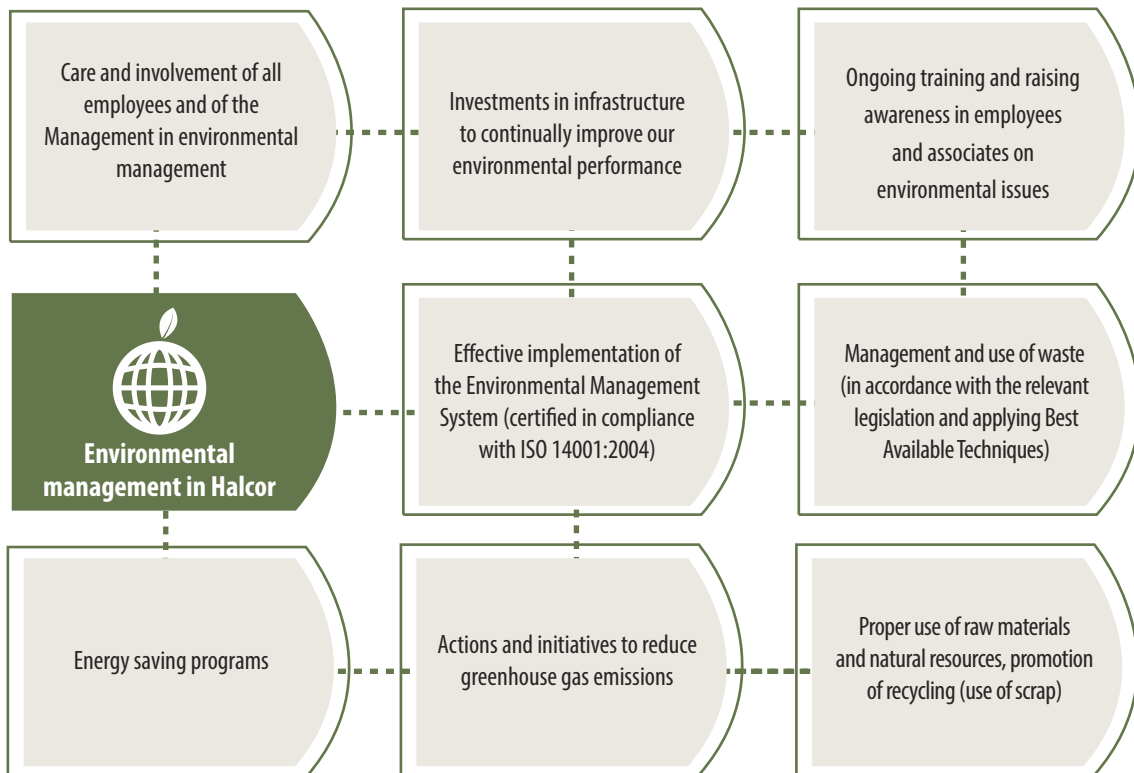 Care and involvement of all
employees and of the
Management in environmental
management
Investments in infrastructure
to continually improve our
environmental performance
Ongoing training and raising
awareness in employees
and associates on
environmental issues
Environmental
management in Halcor
Effective implementation of
the Environmental Management
System (certified in compliance
with ISO 14001:2004)
Management and use of waste
(in accordance with the relevant
legislation and applying Best
Available Techniques)
Energy saving programs
Actions and initiatives to reduce
greenhouse gas emissions
Proper use of raw materials
and natural resources, promotion
of recycling (use of scrap)